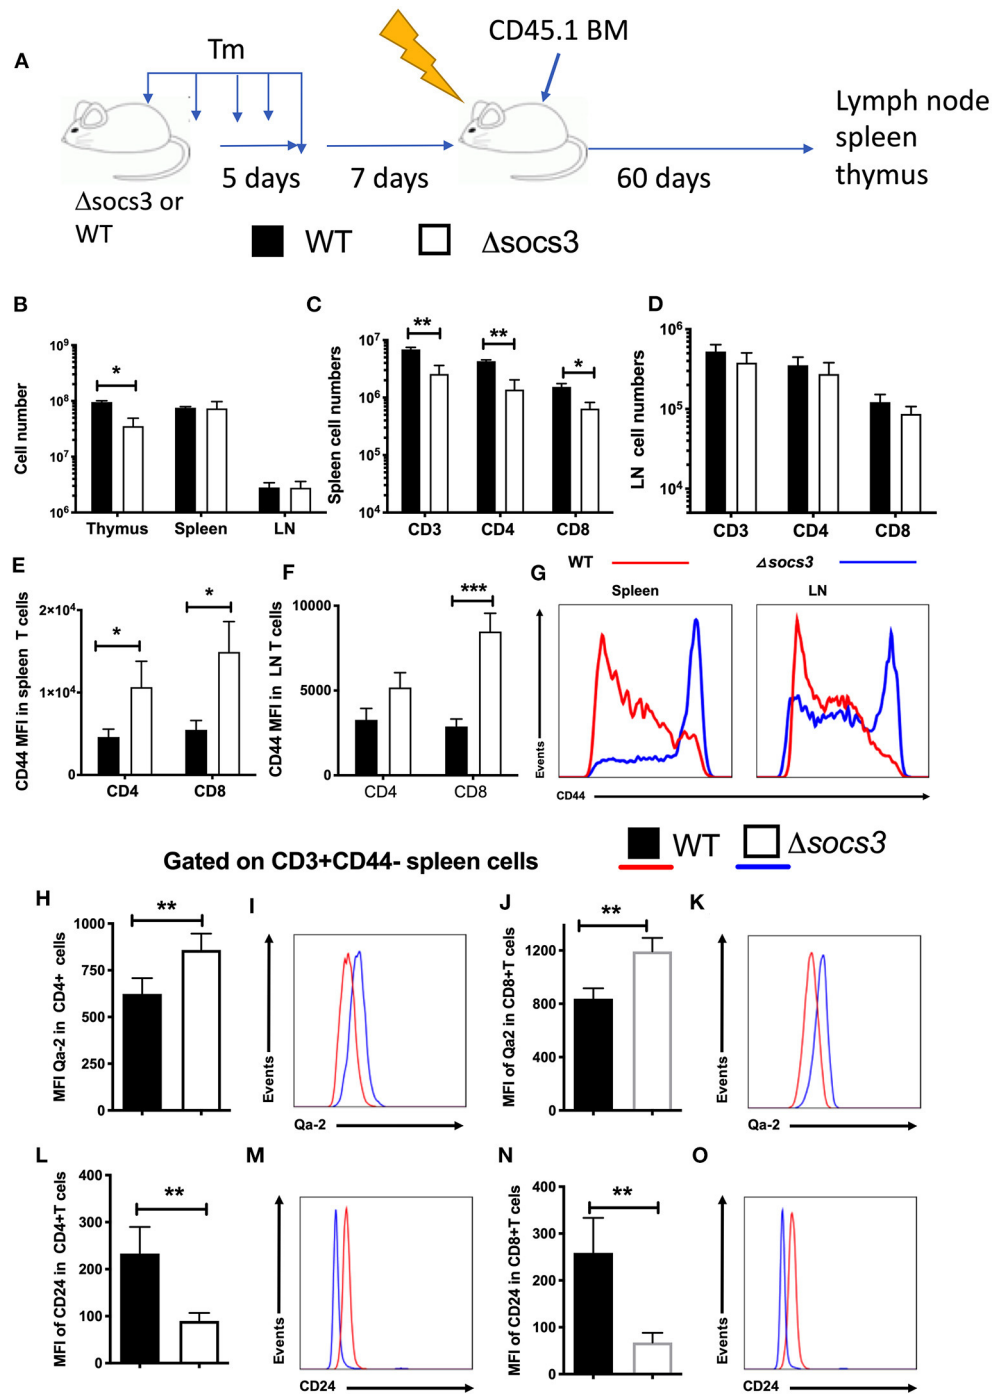 A
Tm
CD45.1 BM
5 days
7 days
60 days
Lymph node
spleen
thymus
Δsocs3 or
WT
WT
Δsocs3
B
Cell number
10⁹
10⁸
10⁷
10⁶
*
Thymus
Spleen
LN
C
Spleen cell numbers
10⁷
10⁶
10⁵
10⁴
**
**
*
CD3
CD4
CD8
D
LN cell numbers
10⁶
10⁵
10⁴
CD3
CD4
CD8
E
CD44 MFI in spleen T cells
2×10⁴
1×10⁴
0
*
*
CD4
CD8
F
CD44 MFI in LN T cells
10000
5000
0
***
CD4
CD8
G
WT
Δsocs3
Spleen
LN
Events
CD44
Gated on CD3+CD44- spleen cells
WT
Δsocs3
H
MFI Qa-2 in CD4+ cells
1000
750
500
250
0
**
I
Events
Qa-2
J
MFI of Qa2 in CD8+T cels
1200
800
400
0
**
K
Events
Qa-2
L
MFI of CD24 in CD4+T cels
400
300
200
100
0
**
M
Events
CD24
N
MFI of CD24 in CD8+T cels
400
300
200
100
0
**
O
Events
CD24